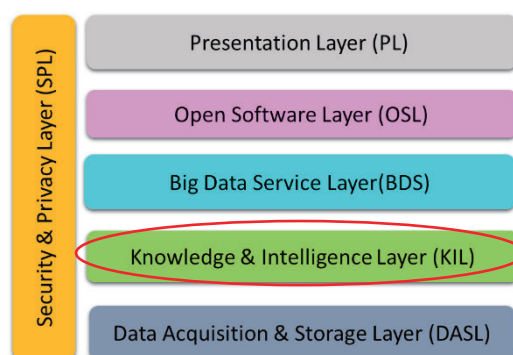 Security & Privacy Layer (SPL)
Presentation Layer (PL)
Open Software Layer (OSL)
Big Data Service Layer(BDS)
Knowledge & Intelligence Layer (KIL)
Data Acquisition & Storage Layer (DASL)